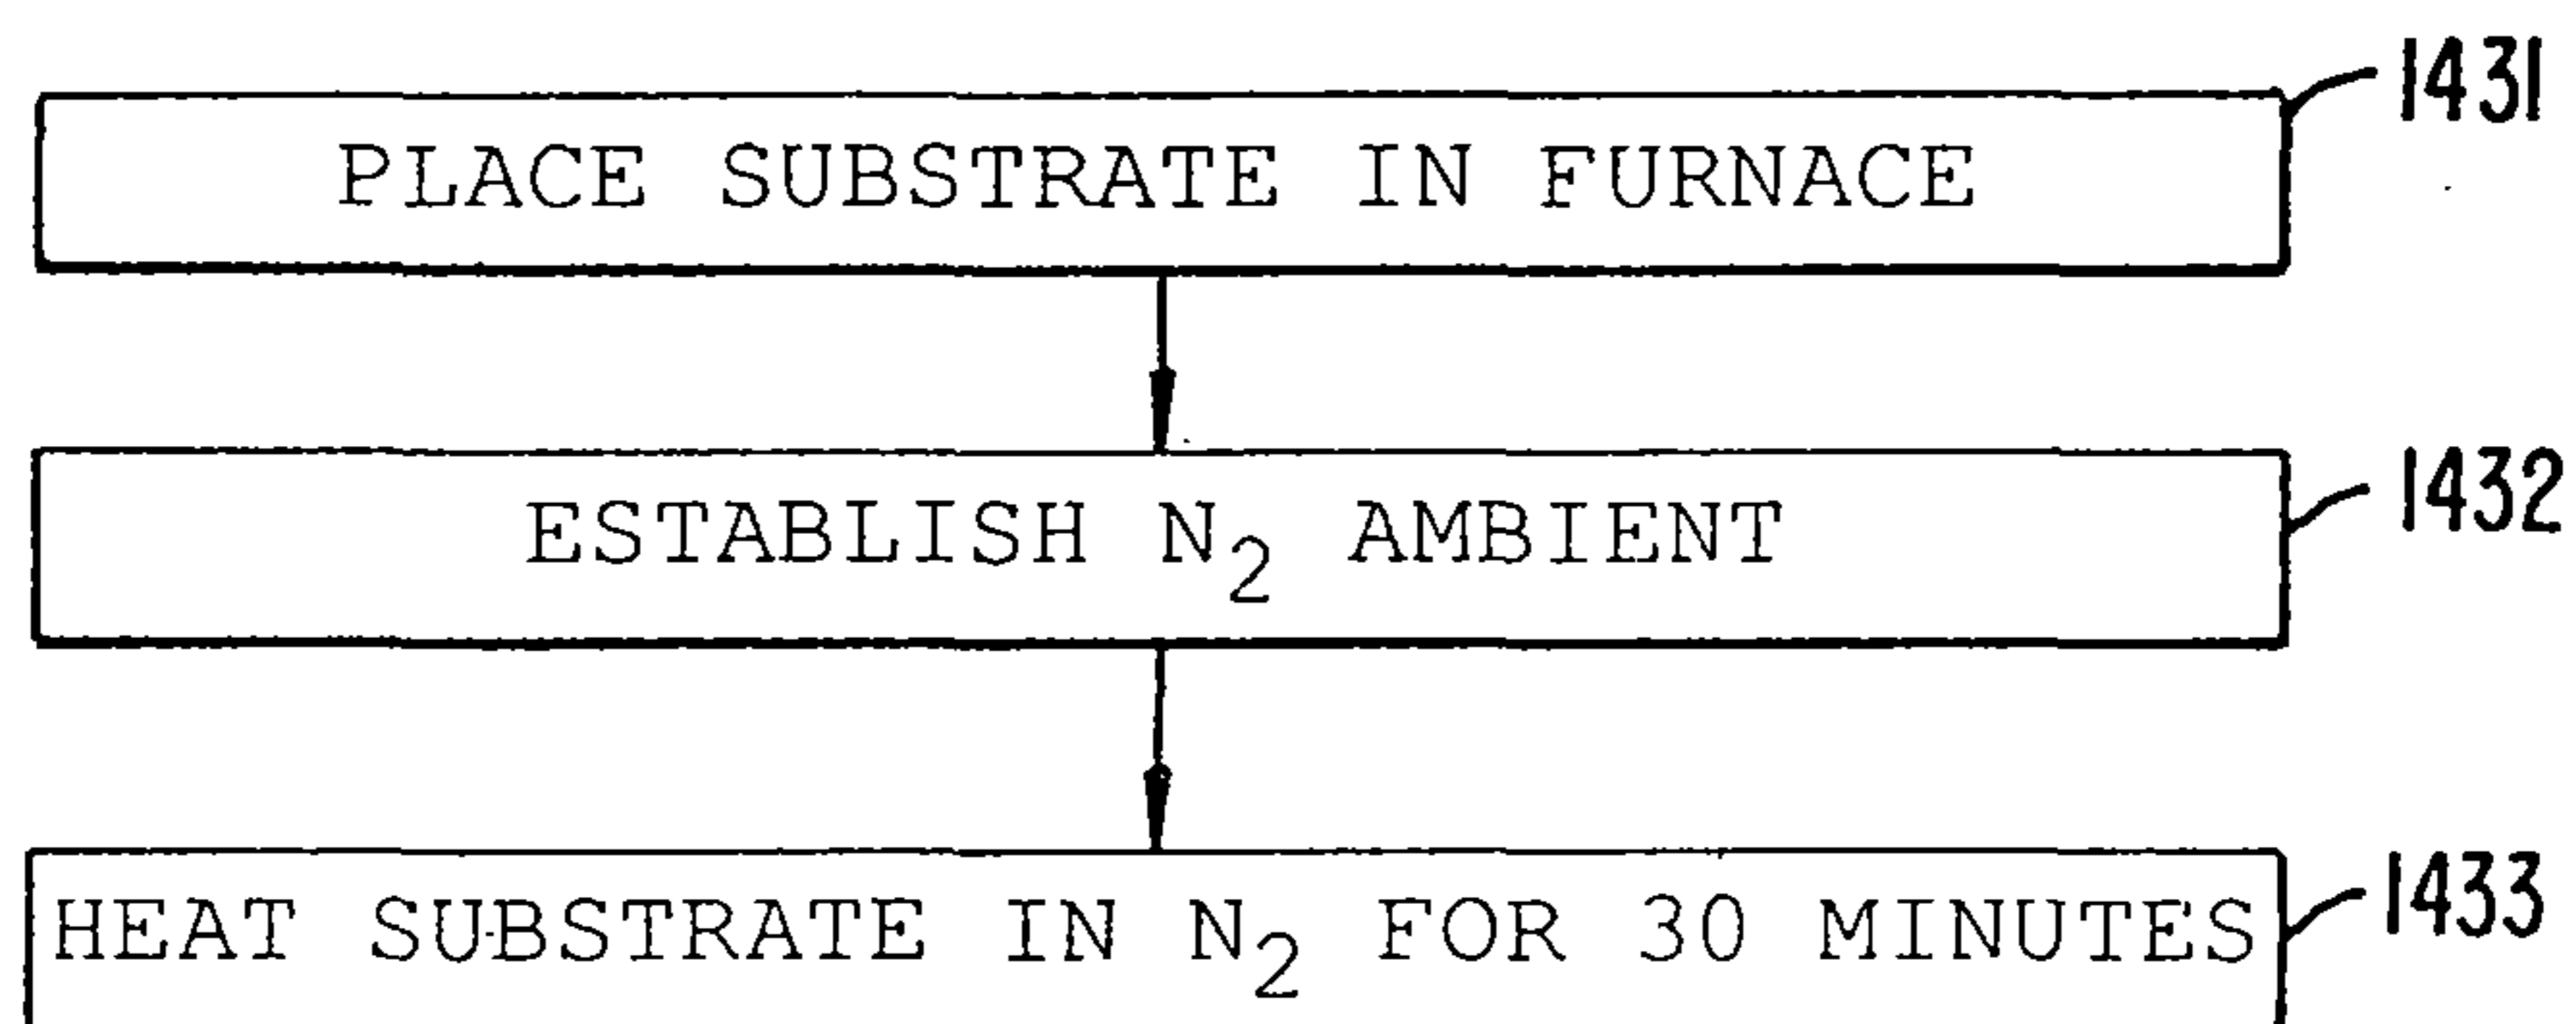 1431
PLACE SUBSTRATE IN FURNACE
1432
ESTABLISH N₂ AMBIENT
1433
HEAT SUBSTRATE IN N₂ FOR 30 MINUTES